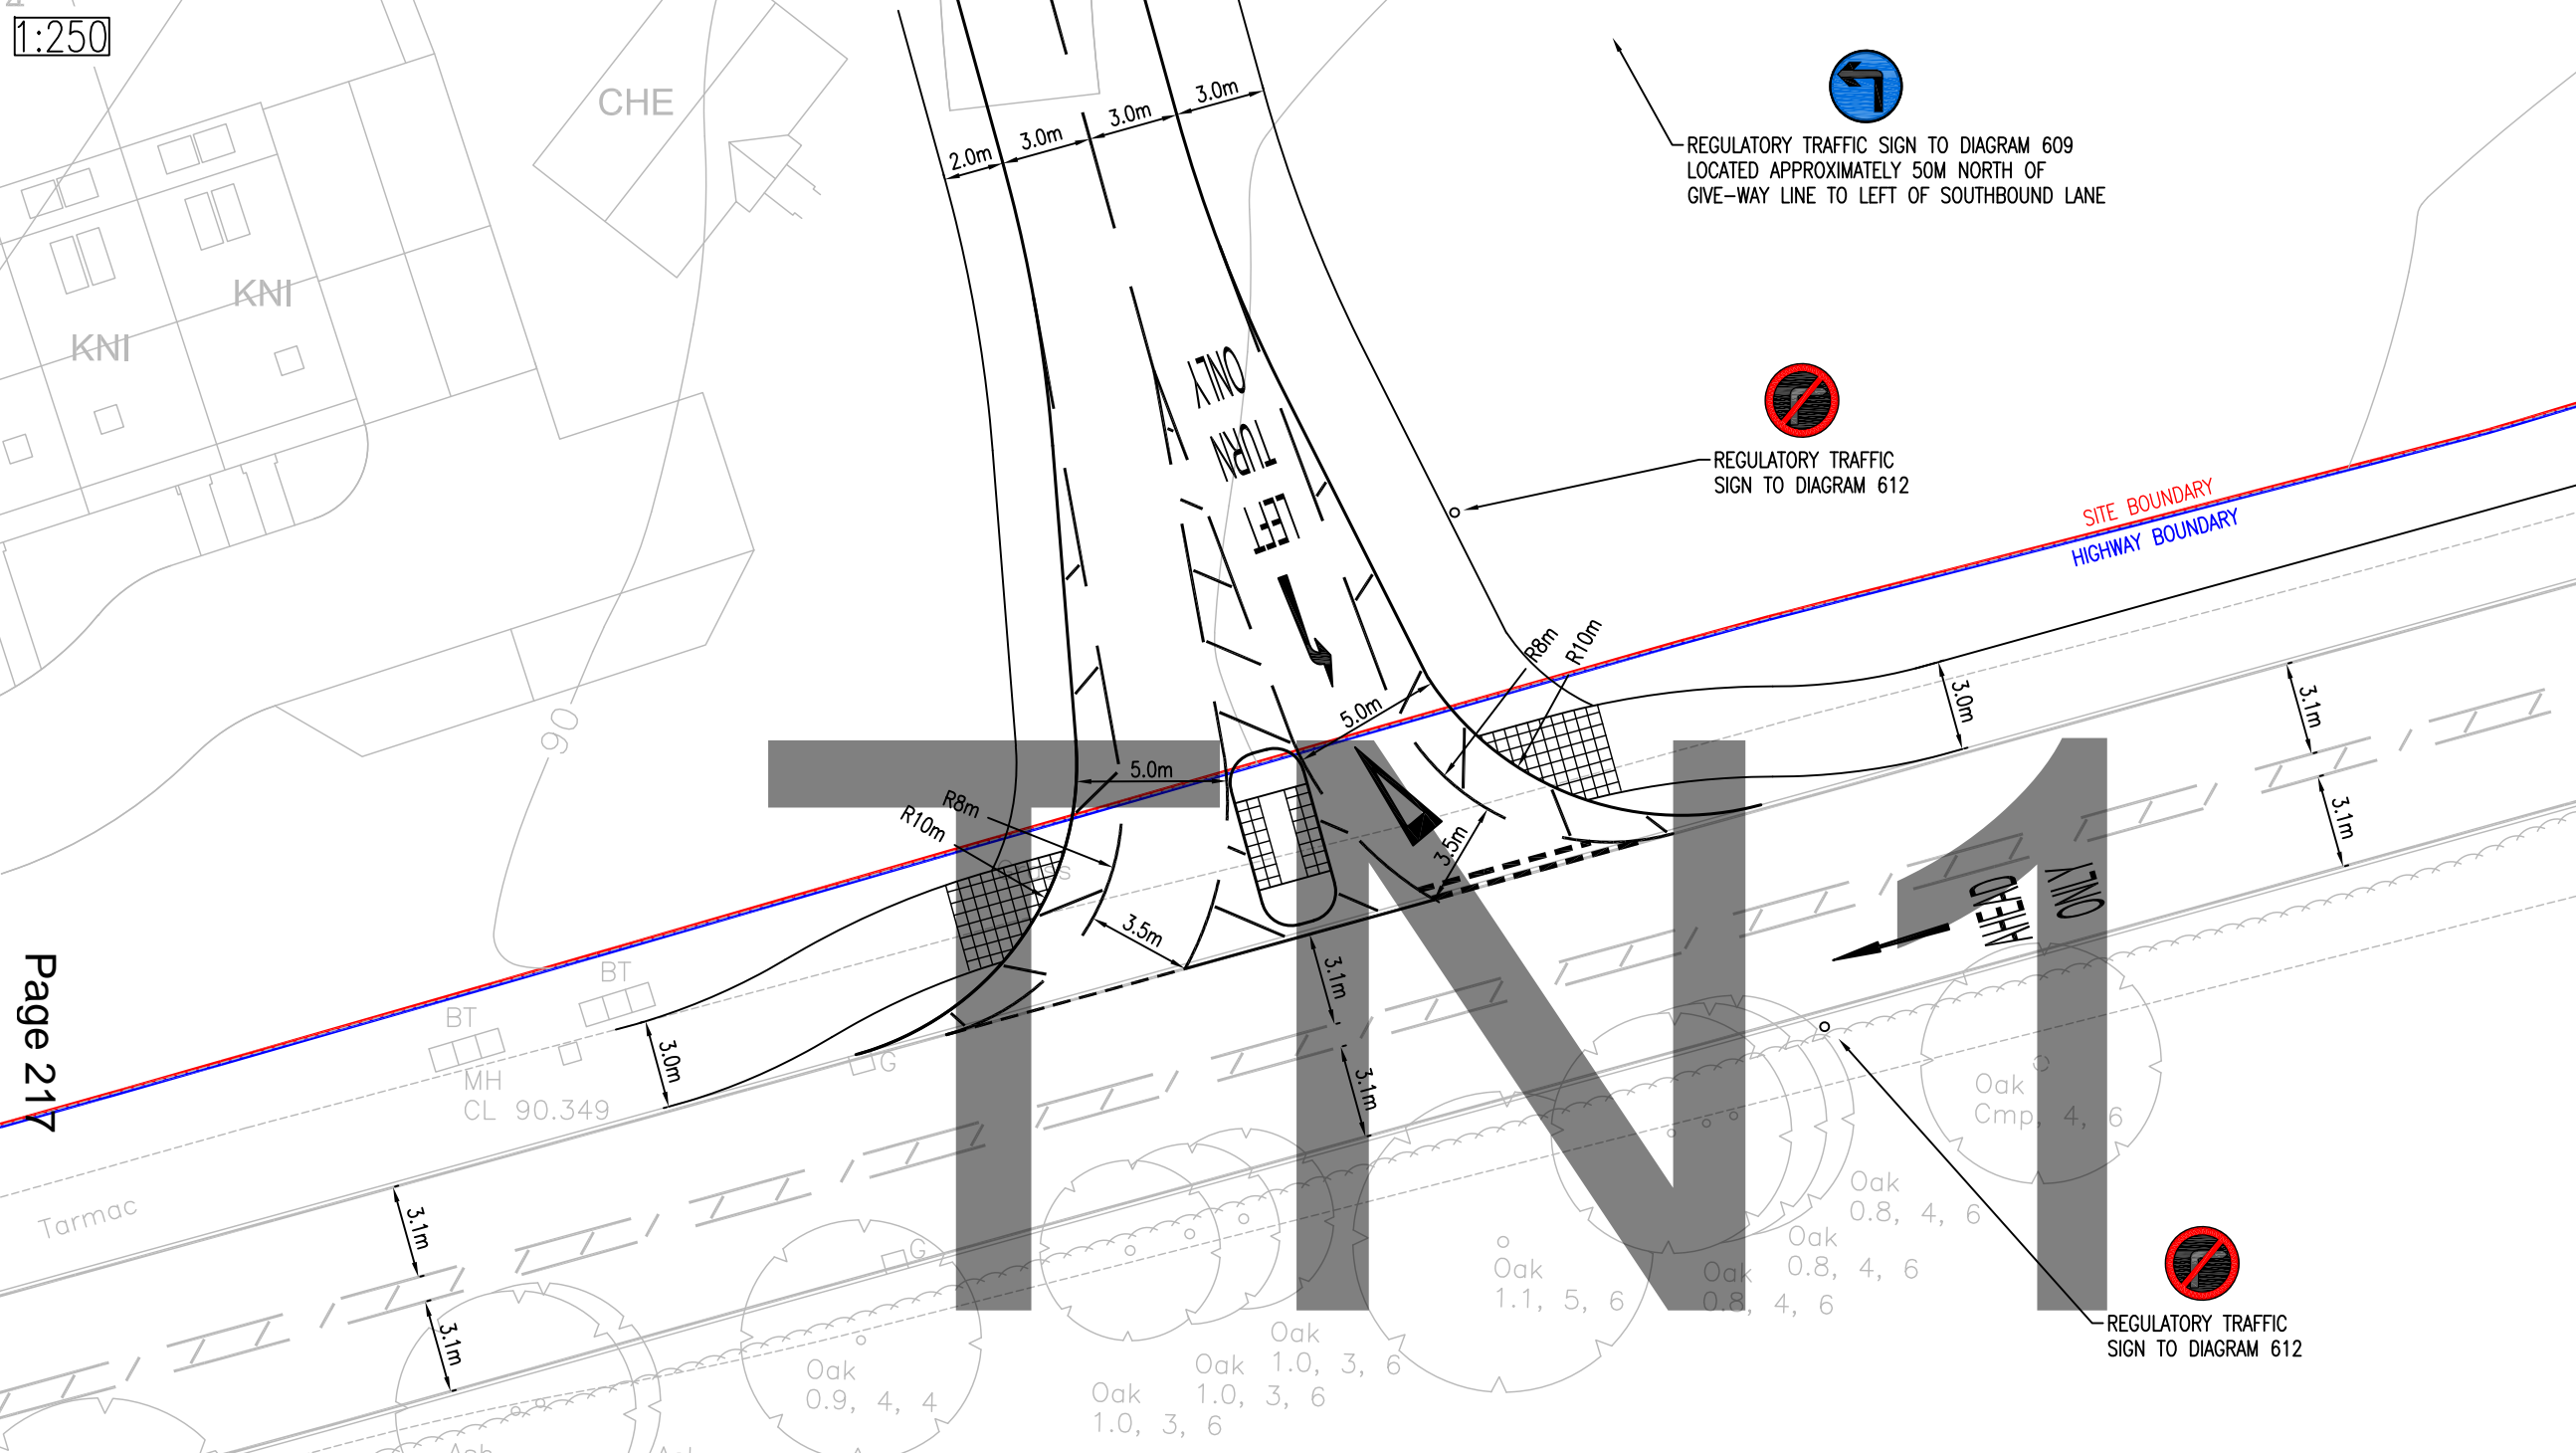 1:250
CHE
3.0m
3.0m
3.0m
2.0m
REGULATORY TRAFFIC SIGN TO DIAGRAM 609
LOCATED APPROXIMATELY 50M NORTH OF
GIVE-WAY LINE TO LEFT OF SOUTHBOUND LANE
KNI
KNI
ONLY
TURN
LEFT
REGULATORY TRAFFIC
SIGN TO DIAGRAM 612
SITE BOUNDARY
HIGHWAY BOUNDARY
R8m
R10m
3.0m
3.1m
3.1m
5.0m
5.0m
90
R8m
R10m
3.5m
3.5m
AHEAD
ONLY
TN1
BT
BT
MH
CL 90.349
3.0m
G
3.1m
3.1m
Page 217
Tarmac
3.1m
3.1m
G
Oak
Cmp, 4, 6
Oak
0.8, 4, 6
Oak
0.8, 4, 6
Oak
0.8, 4, 6
Oak
1.1, 5, 6
Oak
1.0, 3, 6
Oak
1.0, 3, 6
Oak
1.0, 3, 6
Oak
0.9, 4, 4
REGULATORY TRAFFIC
SIGN TO DIAGRAM 612